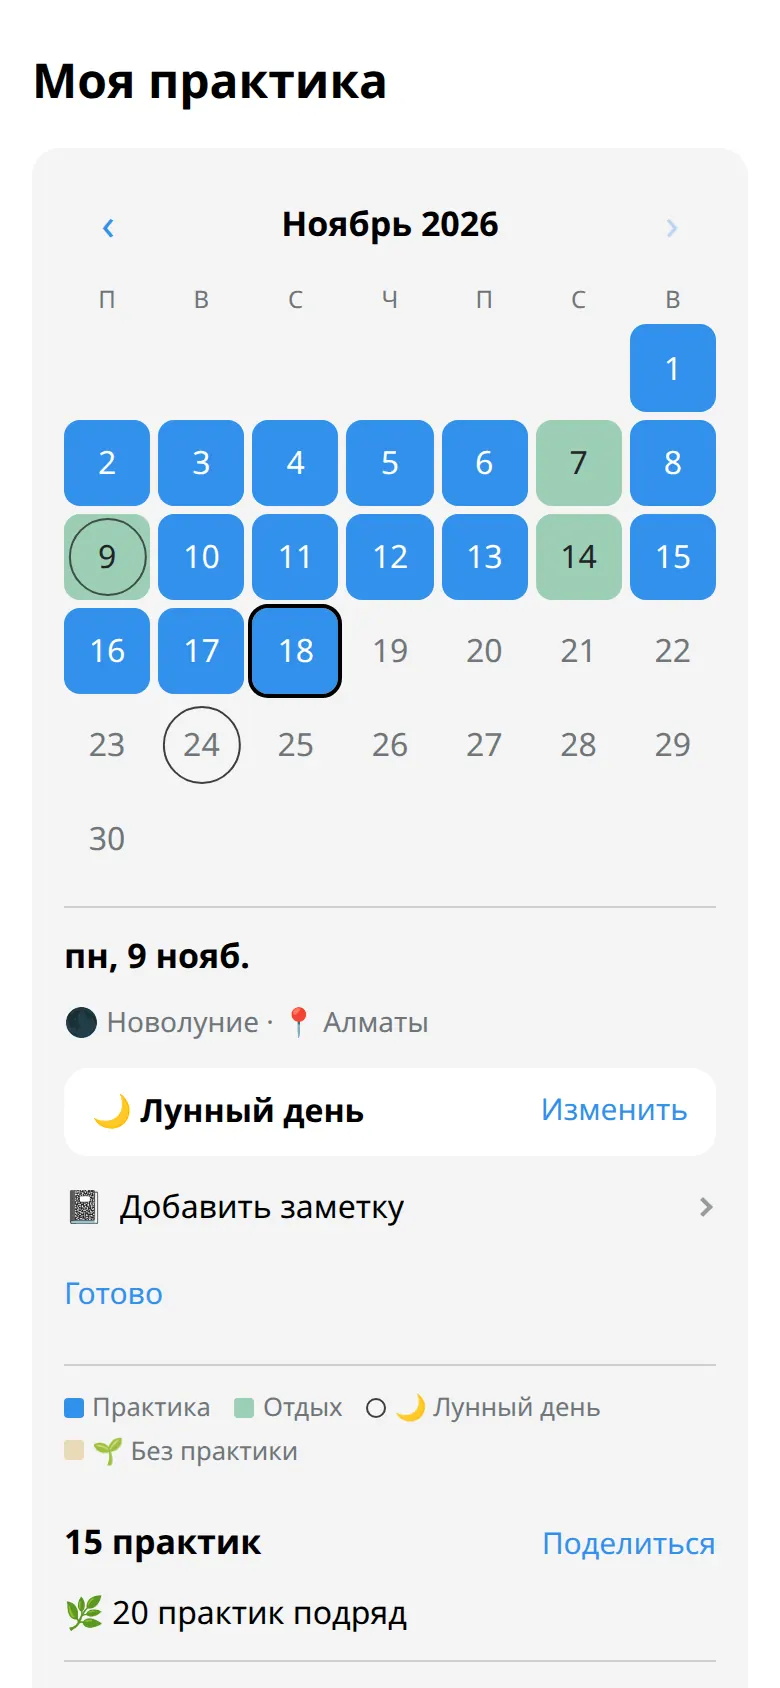 Моя практика
‹ Ноябрь 2026 ›
П В С Ч П С В
1
2 3 4 5 6 7 8
9 10 11 12 13 14 15
16 17 18 19 20 21 22
23 24 25 26 27 28 29
30
пн, 9 нояб.
🌑 Новолуние · 📍 Алматы
🌙 Лунный день Изменить
📓 Добавить заметку
Готово
Практика Отдых 🌙 Лунный день
🌱 Без практики
15 практик Поделиться
🌿 20 практик подряд